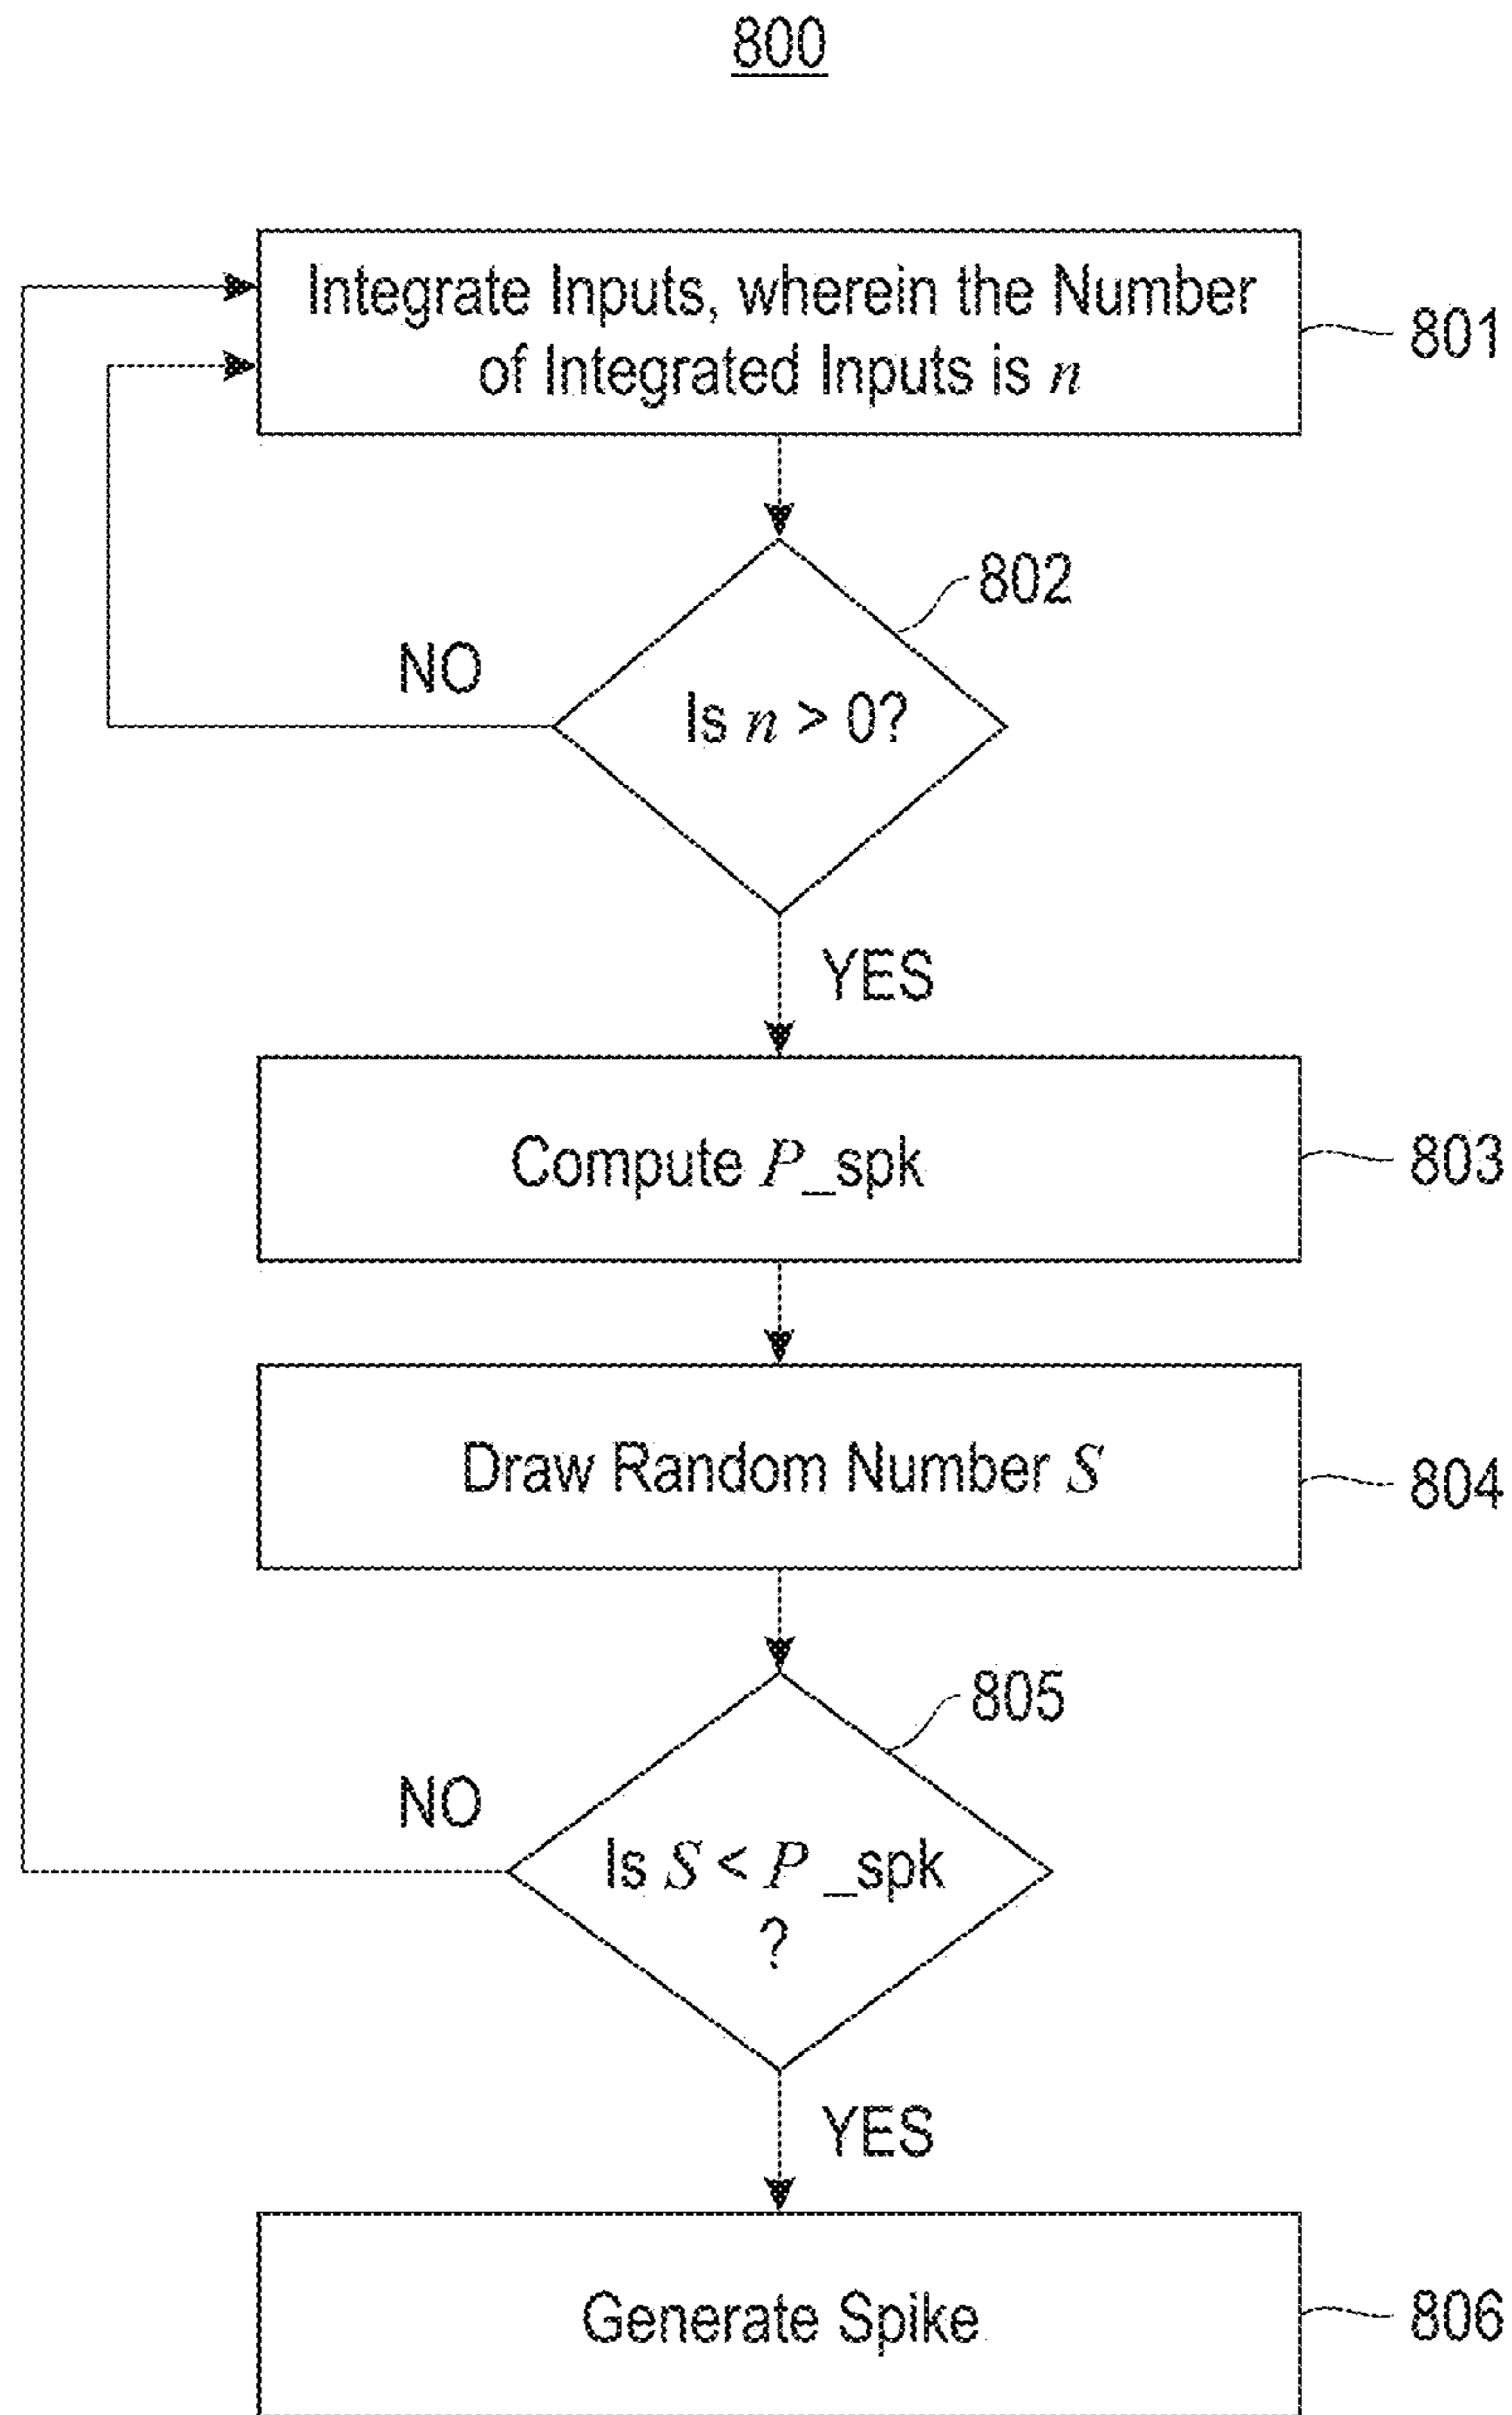 800
Integrate Inputs, wherein the Number
of Integrated Inputs is n
801
802
NO
Is n > 0?
YES
Compute P_spk
803
Draw Random Number S
804
805
NO
Is S < P_spk
?
YES
Generate Spike
806